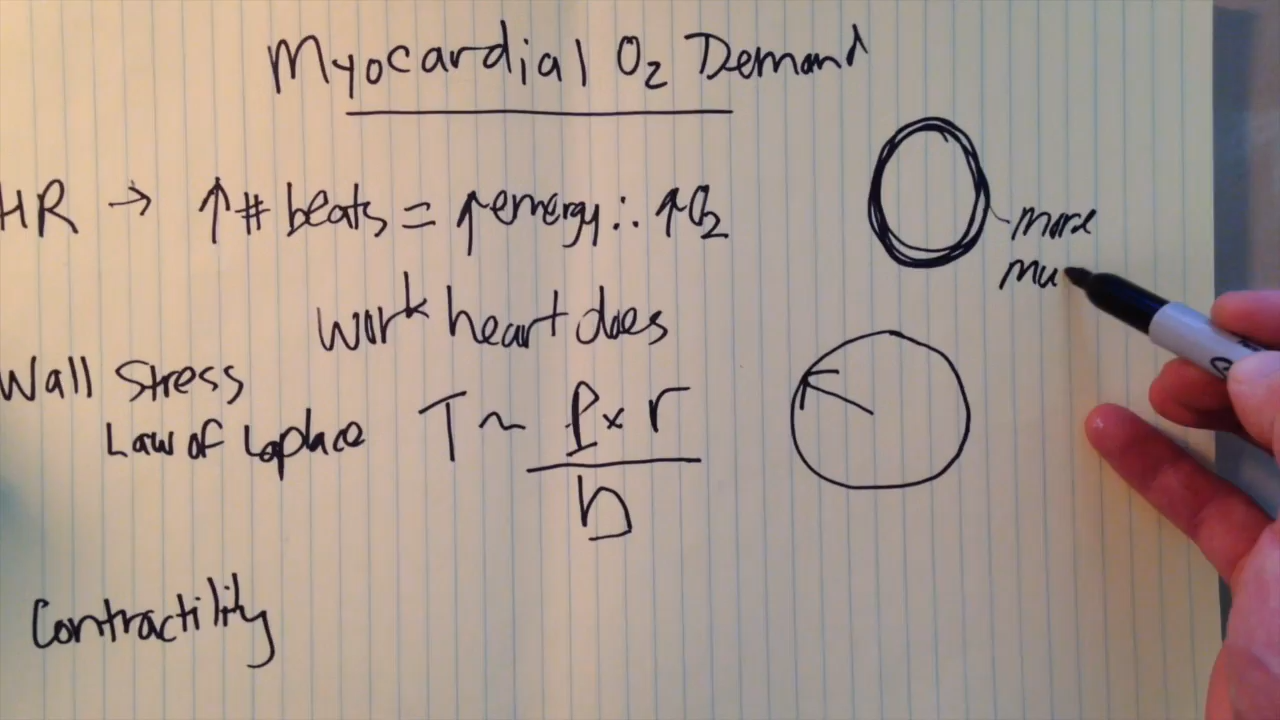 Myocardial O2 Demand
HR → ↑ # beats = ↑ energy ∴ ↑O2
more
mu
work heart does
Wall Stress
Law of Laplace
T ~ P x r
h
Contractility